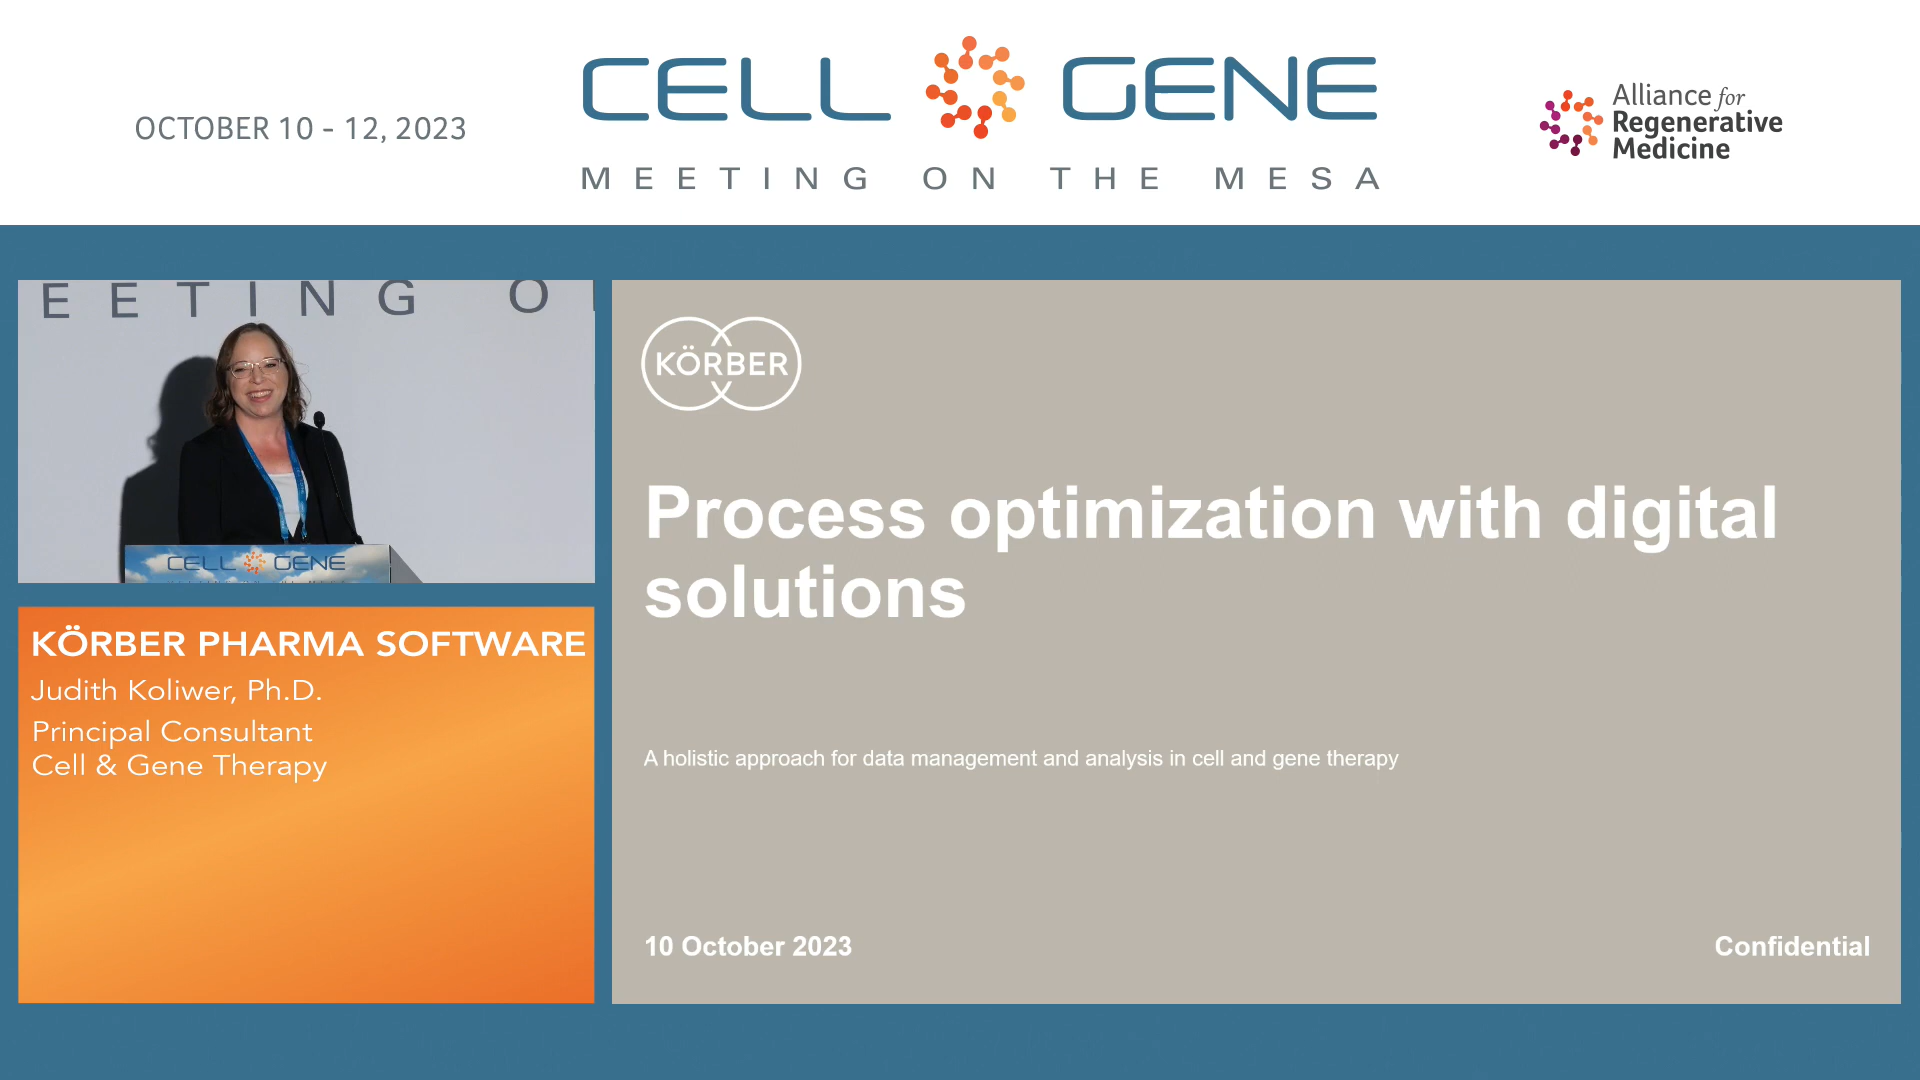 OCTOBER 10 - 12, 2023
CELL GENE
MEETING ON THE MESA
Alliance for
Regenerative
Medicine
EETING O
CELL GENE
KÖRBER PHARMA SOFTWARE
Judith Koliwer, Ph.D.
Principal Consultant
Cell & Gene Therapy
KÖRBER
Process optimization with digital
solutions
A holistic approach for data management and analysis in cell and gene therapy
10 October 2023
Confidential